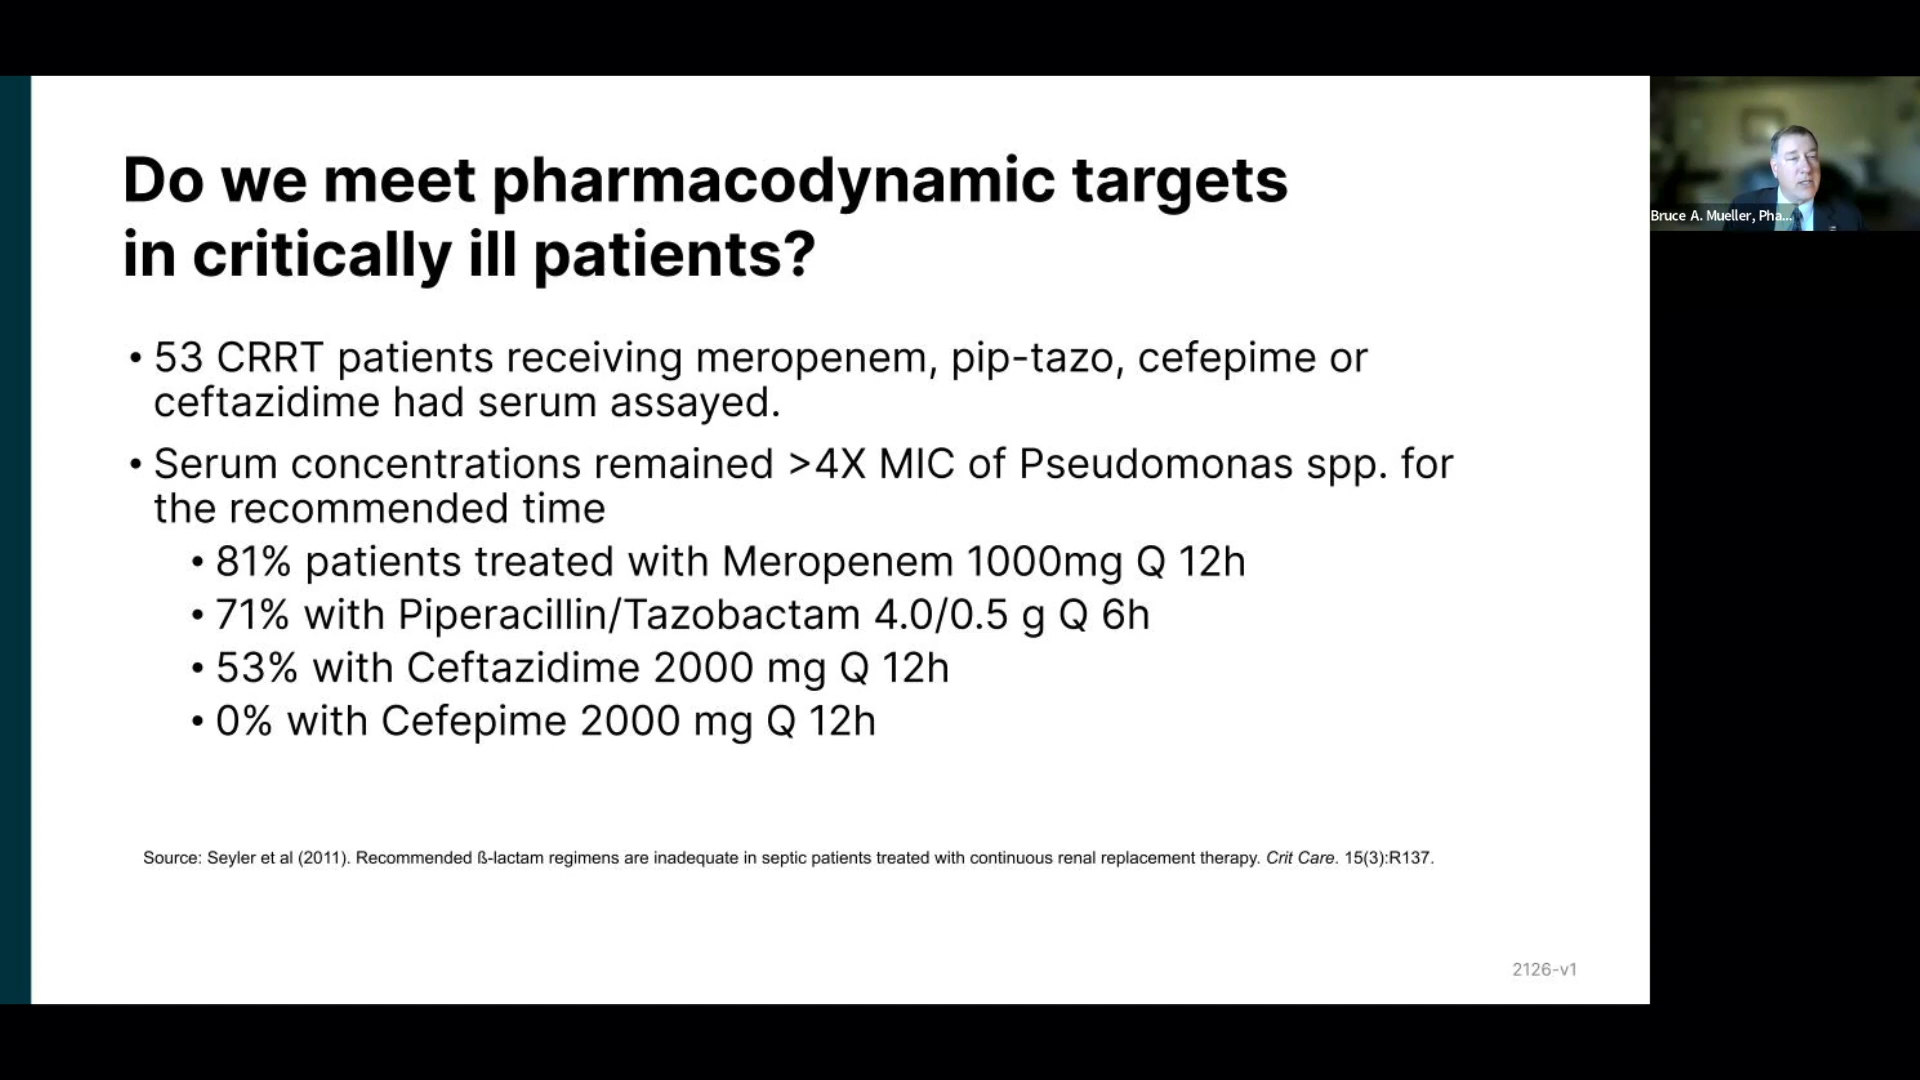 Do we meet pharmacodynamic targets
in critically ill patients?
• 53 CRRT patients receiving meropenem, pip-tazo, cefepime or
ceftazidime had serum assayed.
• Serum concentrations remained >4X MIC of Pseudomonas spp. for
the recommended time
• 81% patients treated with Meropenem 1000mg Q 12h
• 71% with Piperacillin/Tazobactam 4.0/0.5 g Q 6h
• 53% with Ceftazidime 2000 mg Q 12h
• 0% with Cefepime 2000 mg Q 12h
Source: Seyler et al (2011). Recommended ß-lactam regimens are inadequate in septic patients treated with continuous renal replacement therapy. Crit Care. 15(3):R137.
2126-v1
Bruce A. Mueller, Pha...